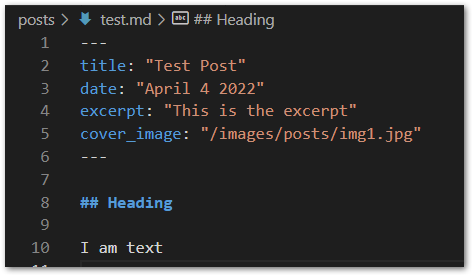 posts > test.md > ## Heading
1 ---
2 title: "Test Post"
3 date: "April 4 2022"
4 excerpt: "This is the excerpt"
5 cover_image: "/images/posts/img1.jpg"
6 ---
7
8 ## Heading
9
10 I am text
11